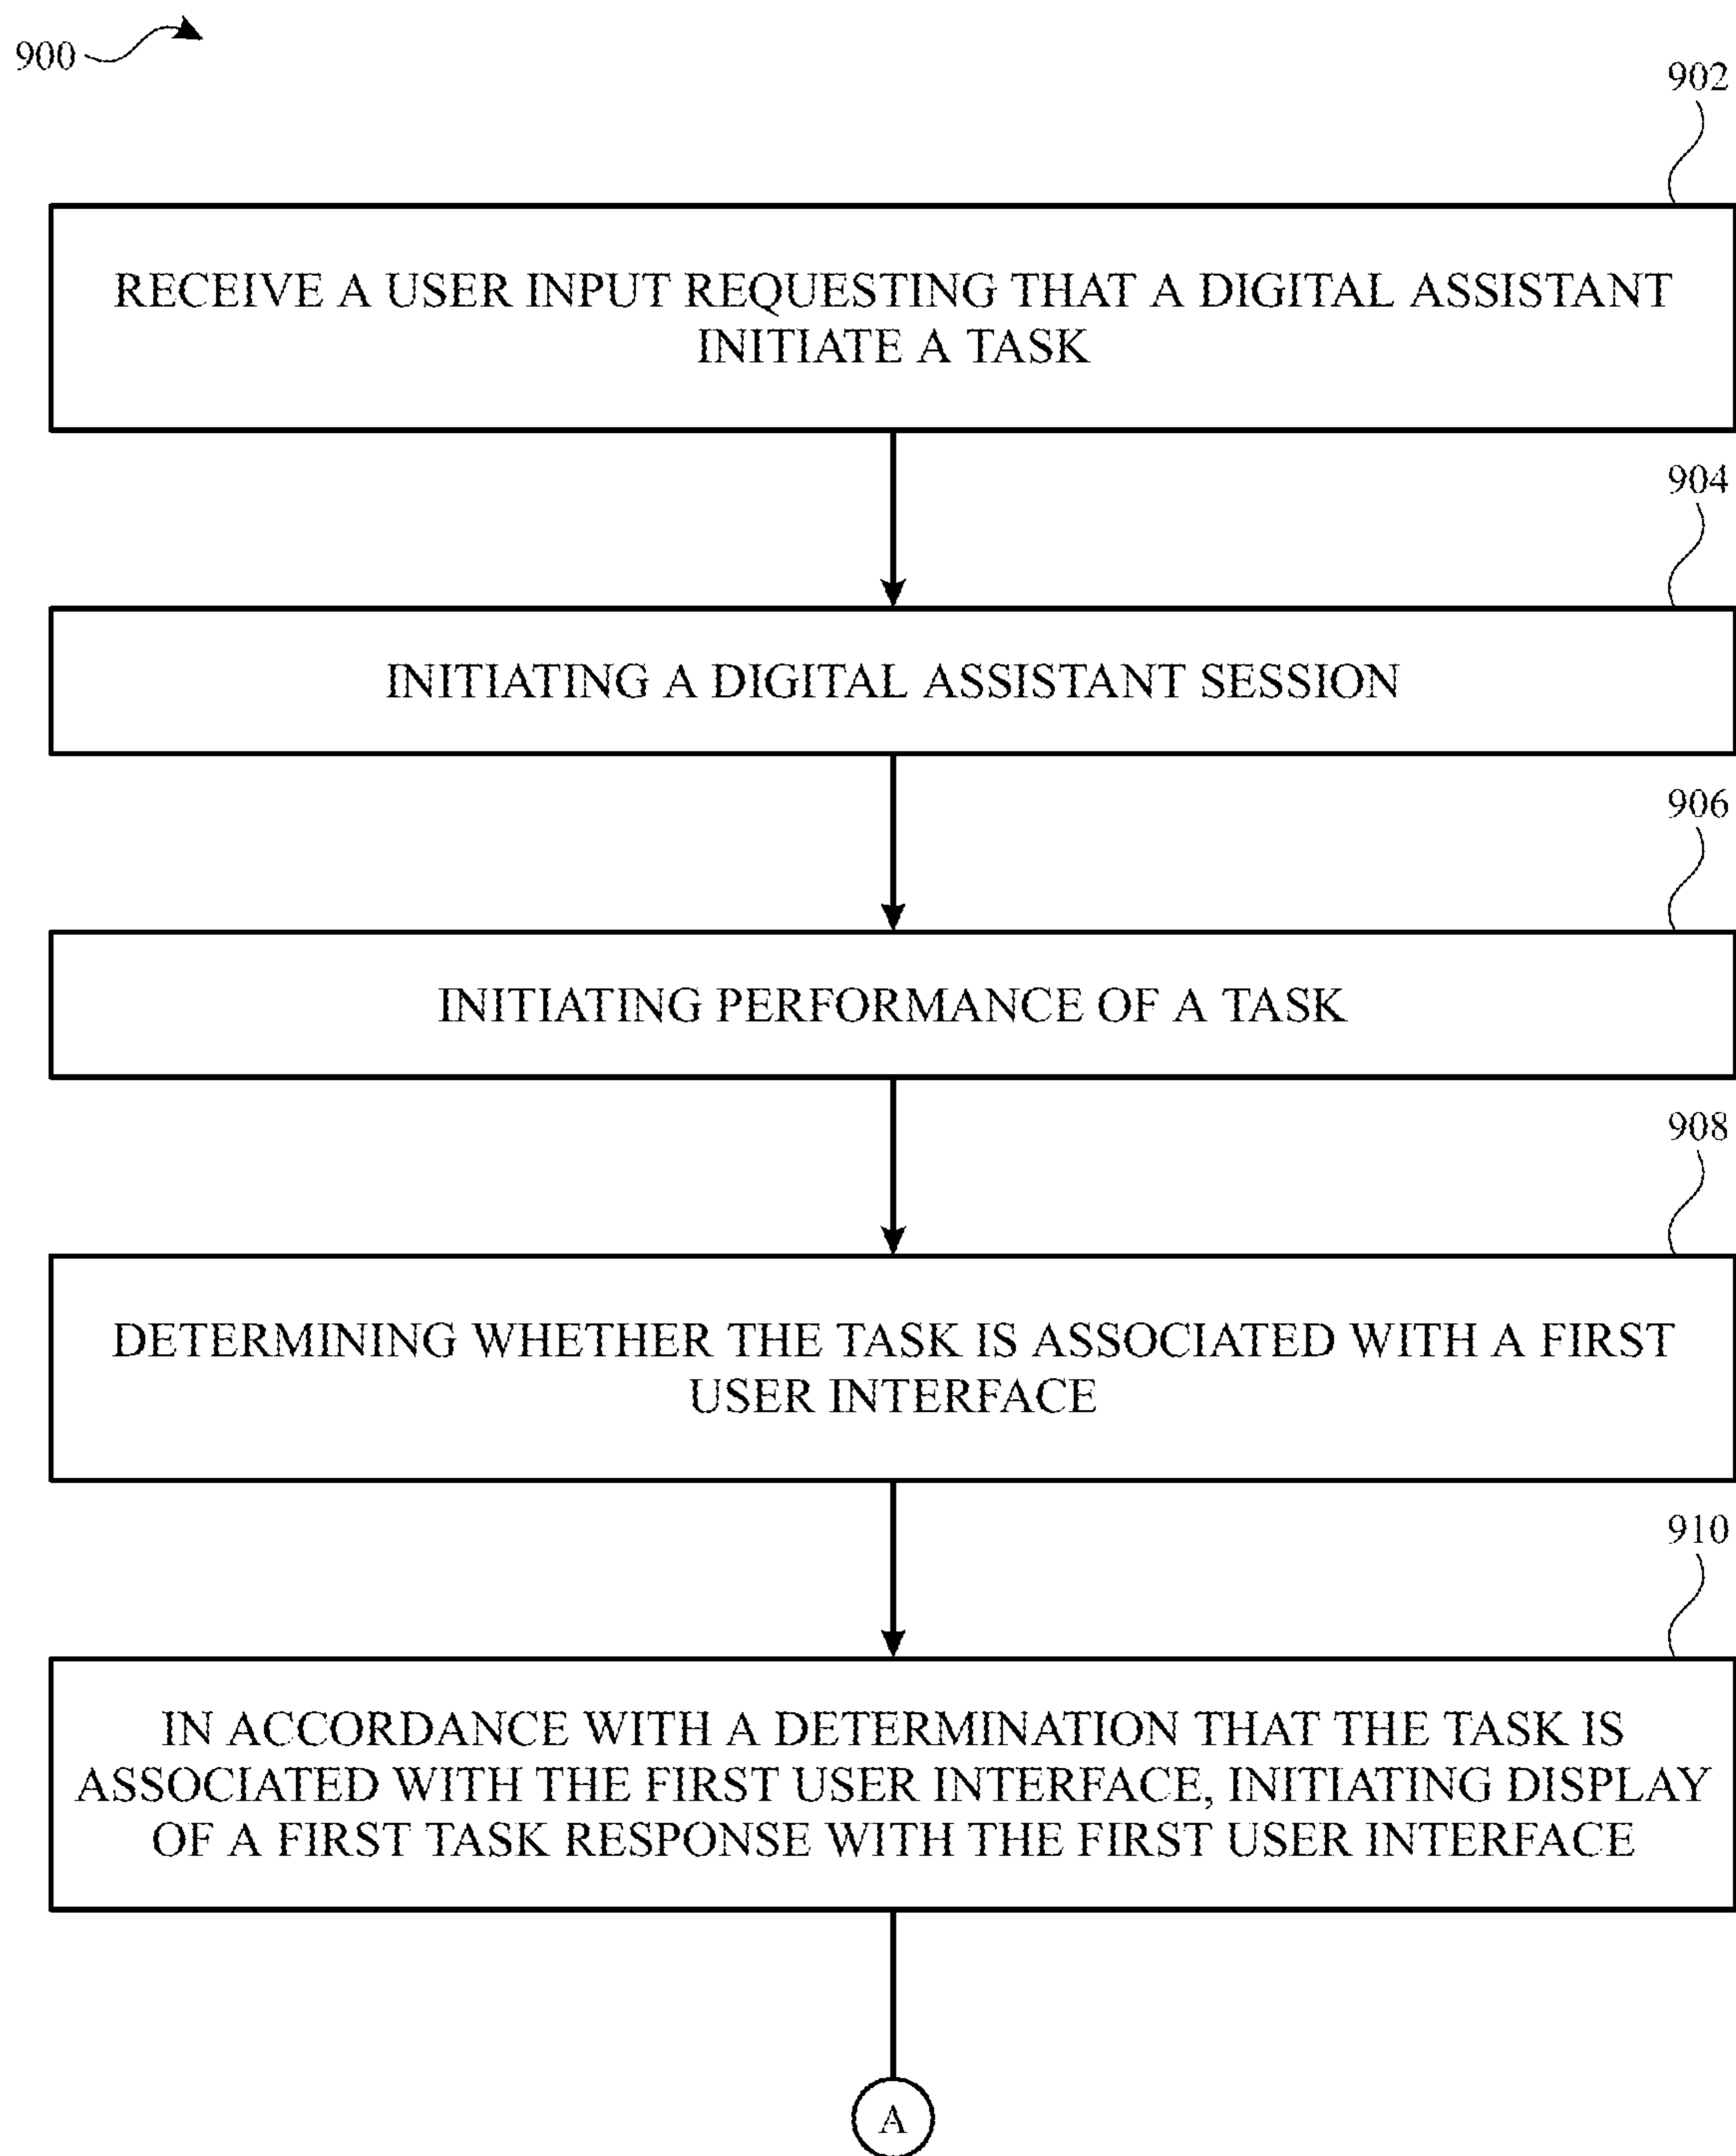 900
902
RECEIVE A USER INPUT REQUESTING THAT A DIGITAL ASSISTANT
INITIATE A TASK
904
INITIATING A DIGITAL ASSISTANT SESSION
906
INITIATING PERFORMANCE OF A TASK
908
DETERMINING WHETHER THE TASK IS ASSOCIATED WITH A FIRST
USER INTERFACE
910
IN ACCORDANCE WITH A DETERMINATION THAT THE TASK IS
ASSOCIATED WITH THE FIRST USER INTERFACE, INITIATING DISPLAY
OF A FIRST TASK RESPONSE WITH THE FIRST USER INTERFACE
A